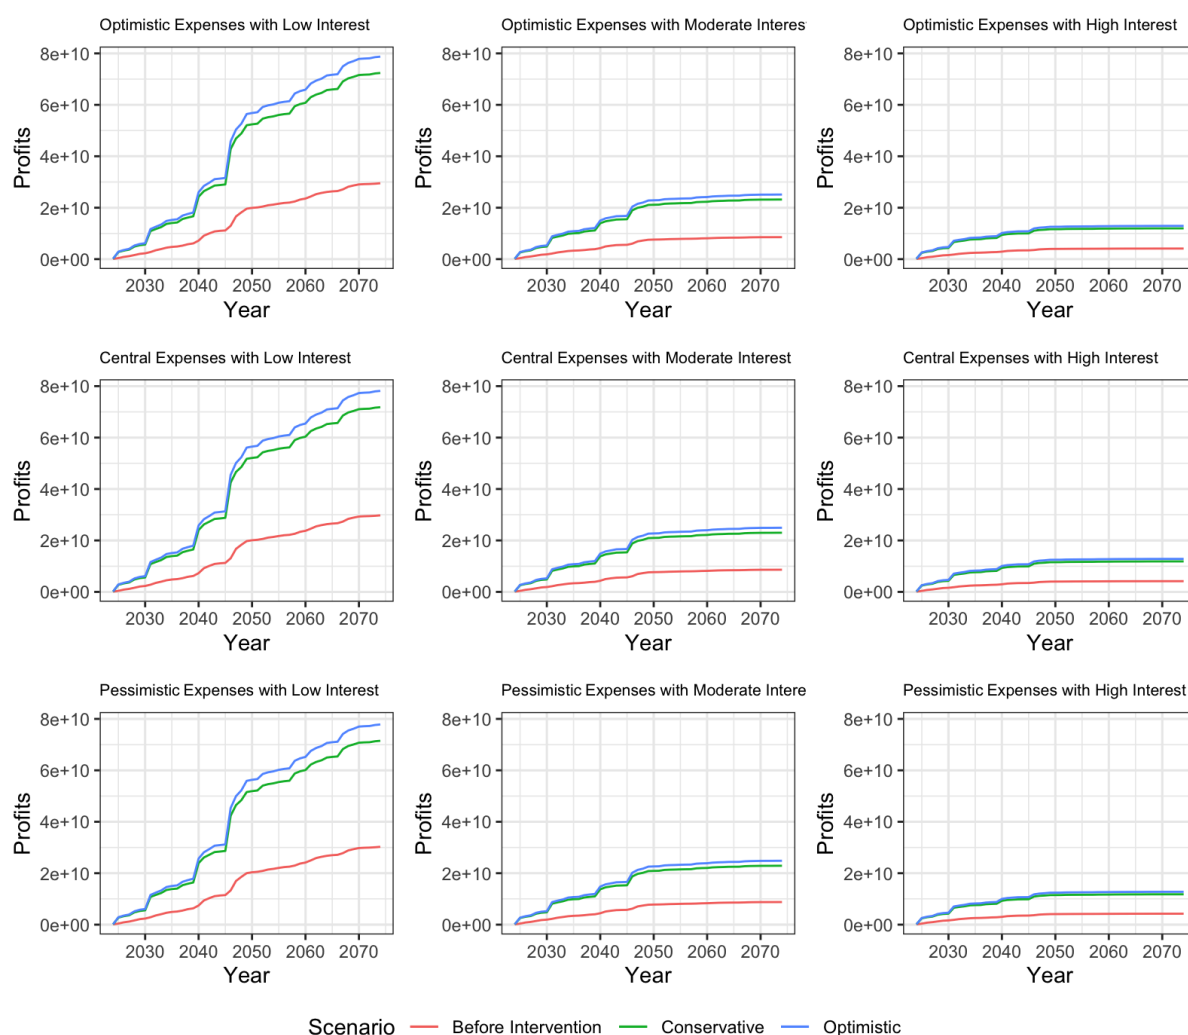 Optimistic Expenses with Low Interest
8e+10
6e+10
4e+10
2e+10
0e+00
Profits
2030 2040 2050 2060 2070
Year
Optimistic Expenses with Moderate Interes
8e+10
6e+10
4e+10
2e+10
0e+00
Profits
2030 2040 2050 2060 2070
Year
Optimistic Expenses with High Interest
8e+10
6e+10
4e+10
2e+10
0e+00
Profits
2030 2040 2050 2060 2070
Year
Central Expenses with Low Interest
8e+10
6e+10
4e+10
2e+10
0e+00
Profits
2030 2040 2050 2060 2070
Year
Central Expenses with Moderate Interest
8e+10
6e+10
4e+10
2e+10
0e+00
Profits
2030 2040 2050 2060 2070
Year
Central Expenses with High Interest
8e+10
6e+10
4e+10
2e+10
0e+00
Profits
2030 2040 2050 2060 2070
Year
Pessimistic Expenses with Low Interest
8e+10
6e+10
4e+10
2e+10
0e+00
Profits
2030 2040 2050 2060 2070
Year
Pessimistic Expenses with Moderate Intere
8e+10
6e+10
4e+10
2e+10
0e+00
Profits
2030 2040 2050 2060 2070
Year
Pessimistic Expenses with High Interest
8e+10
6e+10
4e+10
2e+10
0e+00
Profits
2030 2040 2050 2060 2070
Year
Scenario Before Intervention Conservative Optimistic